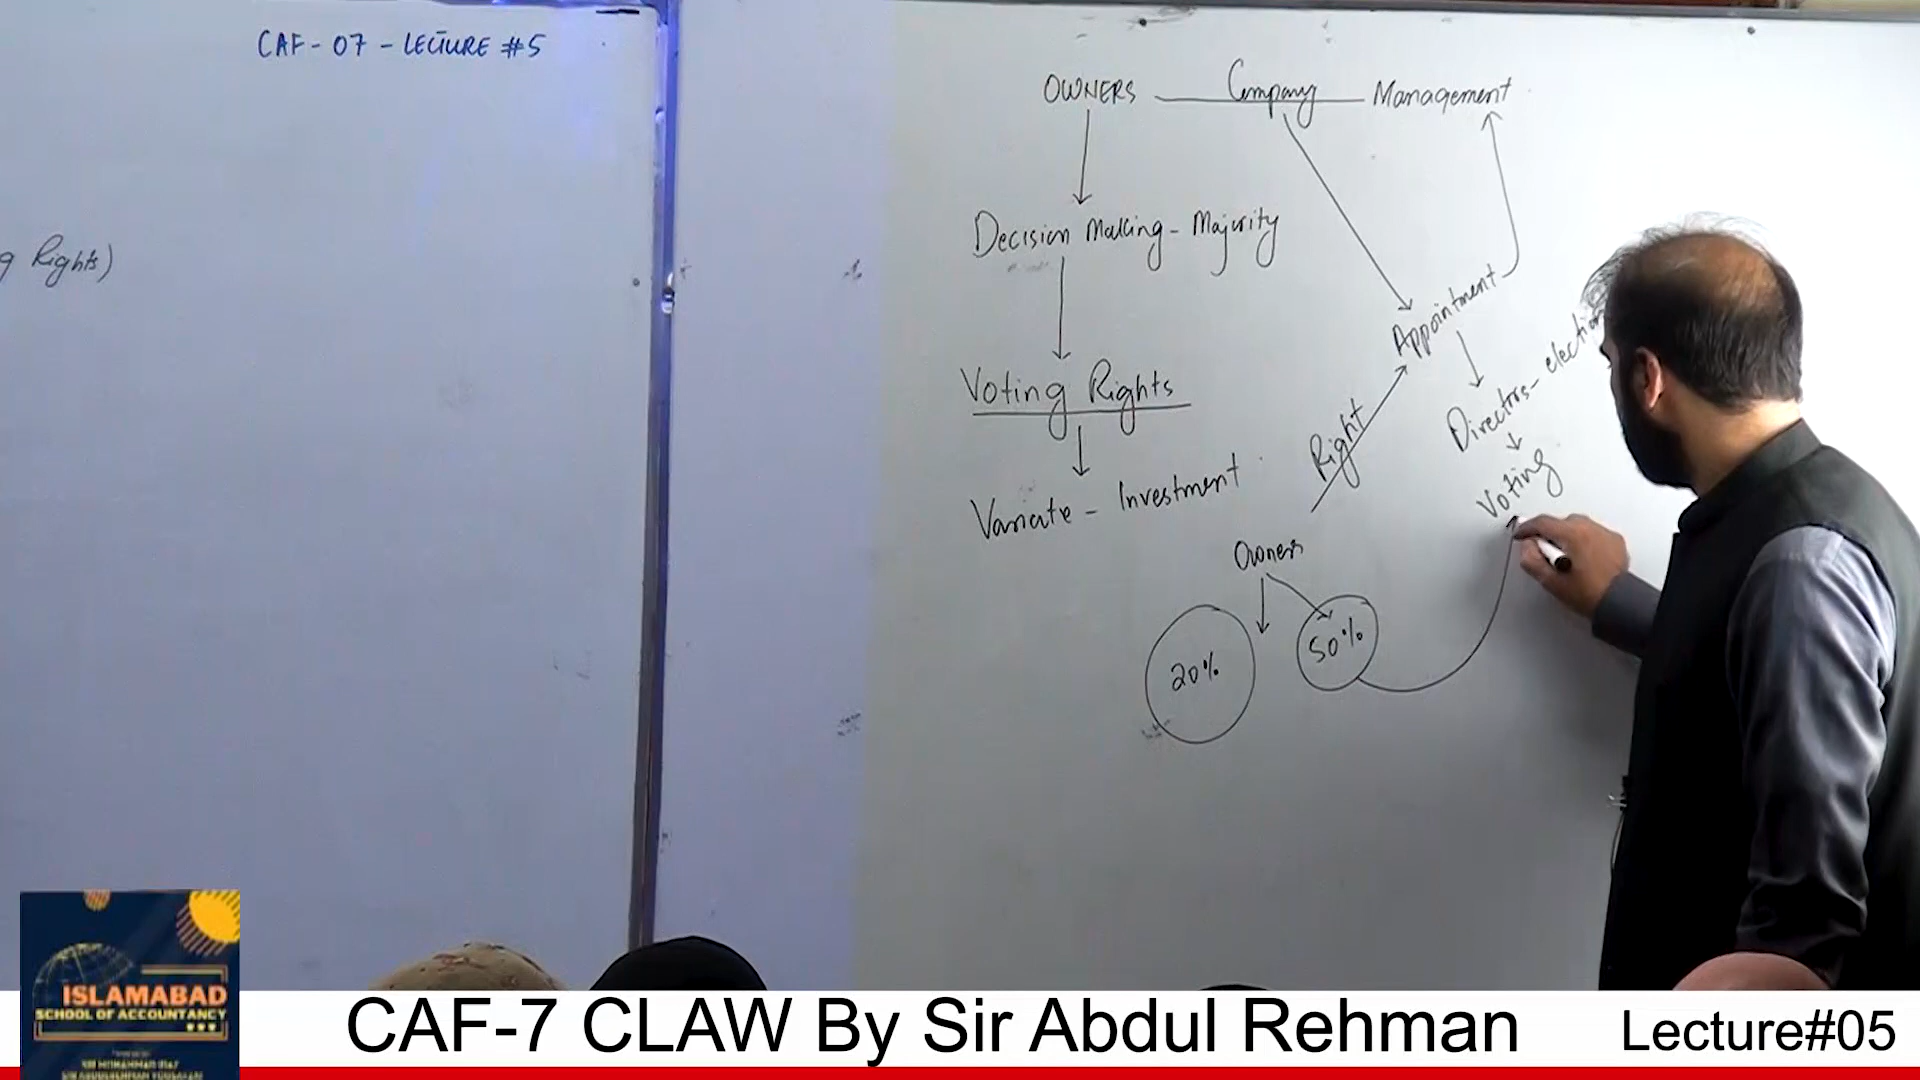 CAF - 07 - LECTURE #5
g Rights)
OWNERS — Company — Management
Decision Making - Majority
Appointment
Directors - election
Voting Rights
Right
Voting
Variate - Investment
Owners
20%
50%
ISLAMABAD
SCHOOL OF ACCOUNTANCY
CAF-7 CLAW By Sir Abdul Rehman
Lecture#05